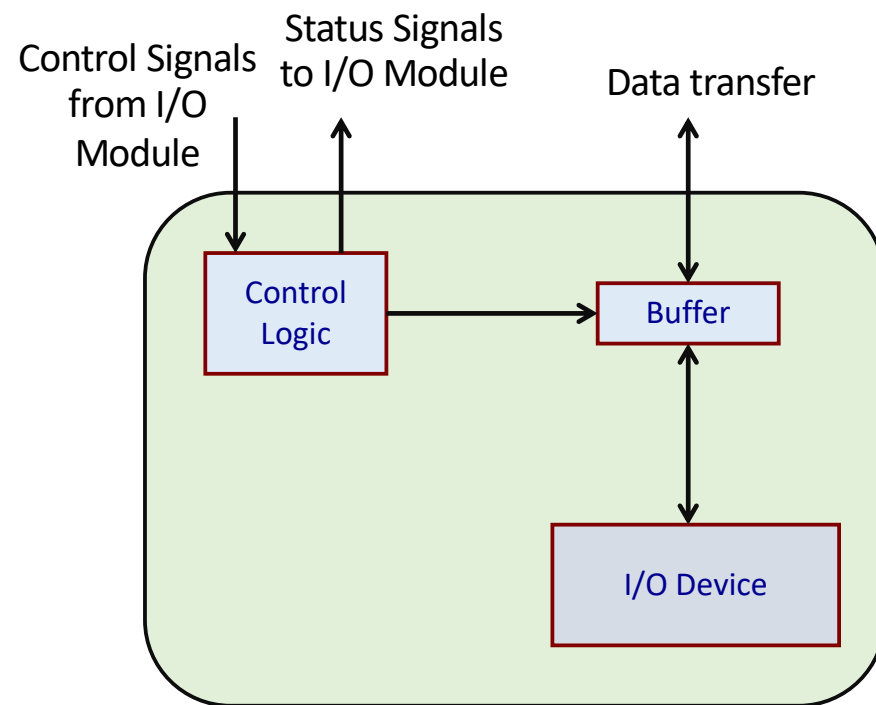 Control Signals
from I/O
Module
Status Signals
to I/O Module
Data transfer
Control
Logic
Buffer
I/O Device